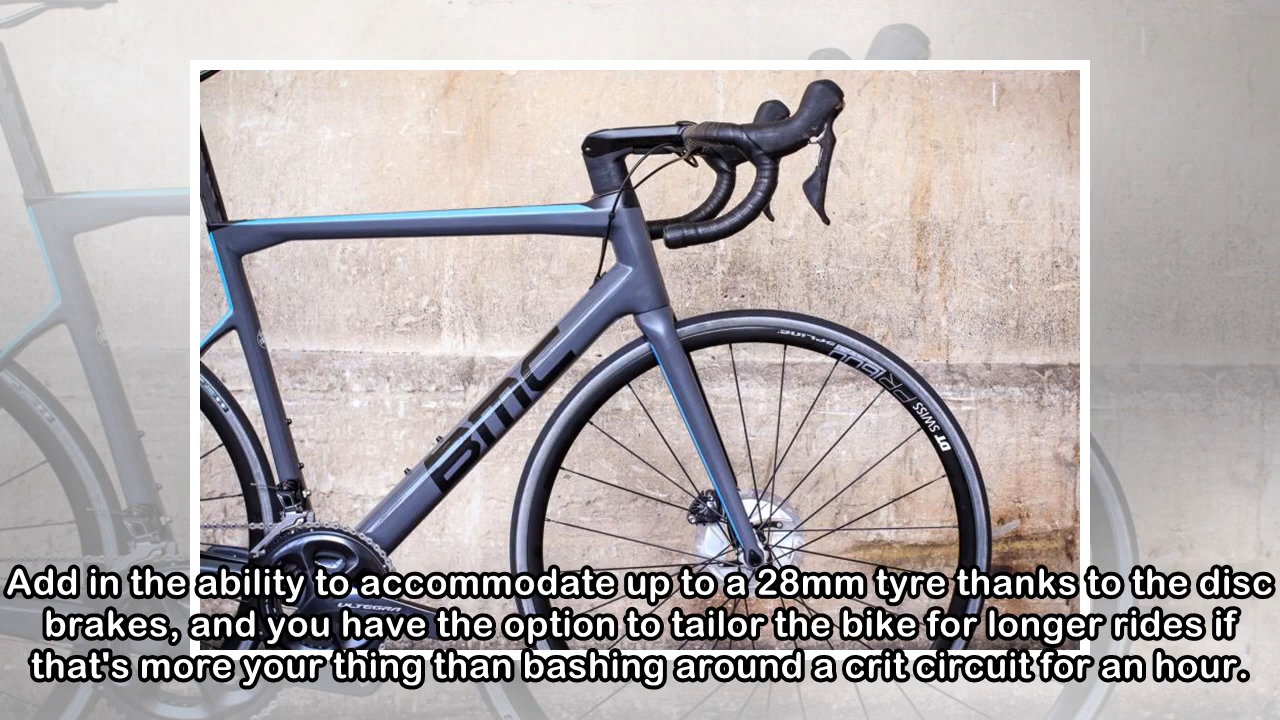 BMC
SPLINE
PR1600
DT SWISS
ULTEGRA
Add in the ability to accommodate up to a 28mm tyre thanks to the disc
brakes, and you have the option to tailor the bike for longer rides if
that's more your thing than bashing around a crit circuit for an hour.